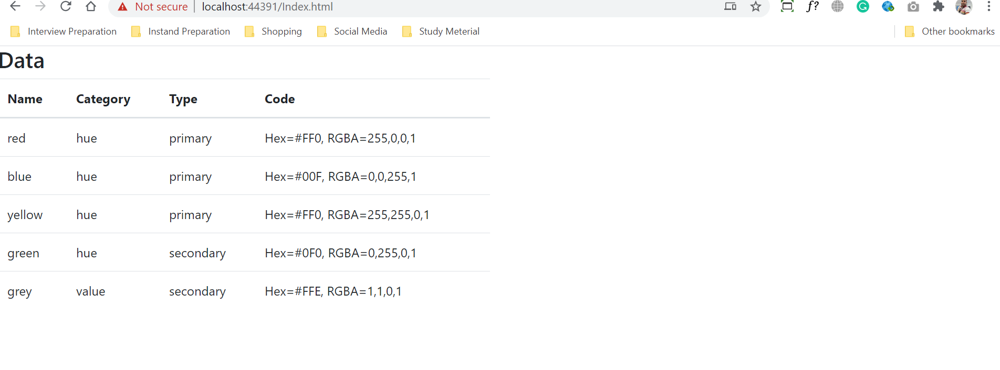 Not secure | localhost:44391/Index.html f?
Interview Preparation Instand Preparation Shopping Social Media Study Meterial Other bookmarks
Data
Name Category Type Code
red hue primary Hex=#FF0, RGBA=255,0,0,1
blue hue primary Hex=#00F, RGBA=0,0,255,1
yellow hue primary Hex=#FF0, RGBA=255,255,0,1
green hue secondary Hex=#0F0, RGBA=0,255,0,1
grey value secondary Hex=#FFE, RGBA=1,1,0,1